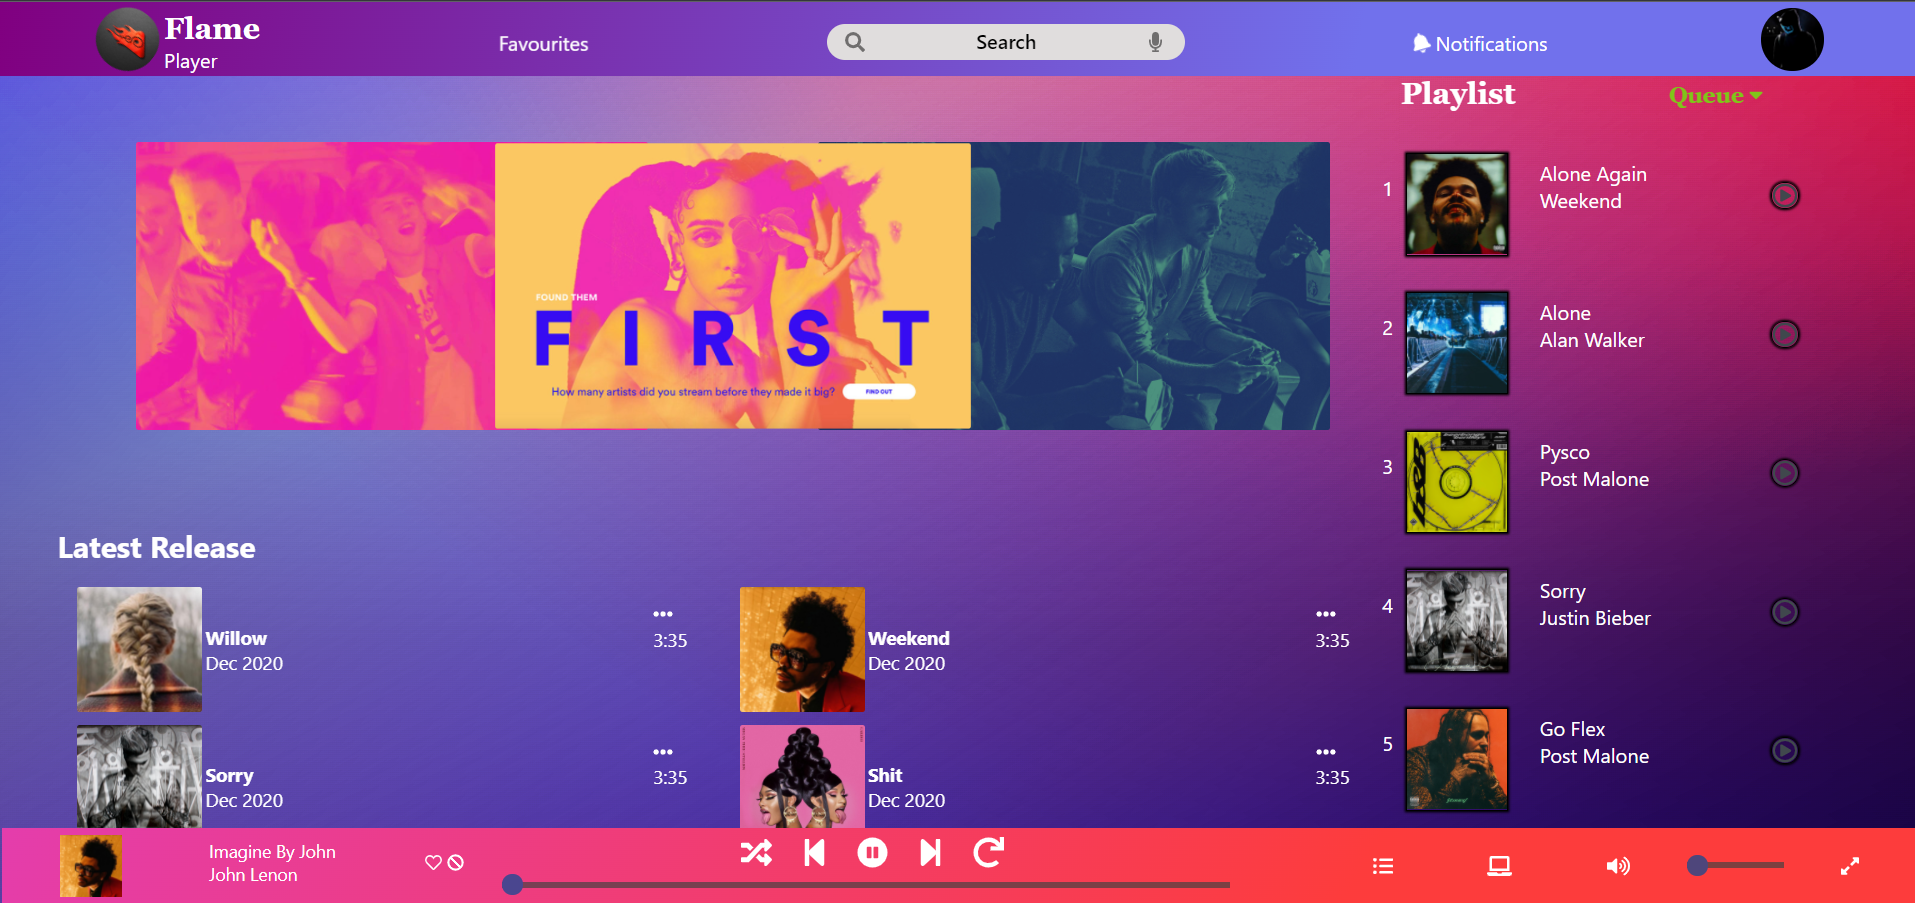 Flame
Player
Favourites
Search
Notifications
Playlist
Queue
FOUND THEM
FIRST
How many artists did you stream before they made it big?
FIND OUT
1
Alone Again
Weekend
2
Alone
Alan Walker
3
Pysco
Post Malone
4
Sorry
Justin Bieber
5
Go Flex
Post Malone
Latest Release
Willow
Dec 2020
3:35
Weekend
Dec 2020
3:35
Sorry
Dec 2020
3:35
Shit
Dec 2020
3:35
Imagine By John
John Lenon